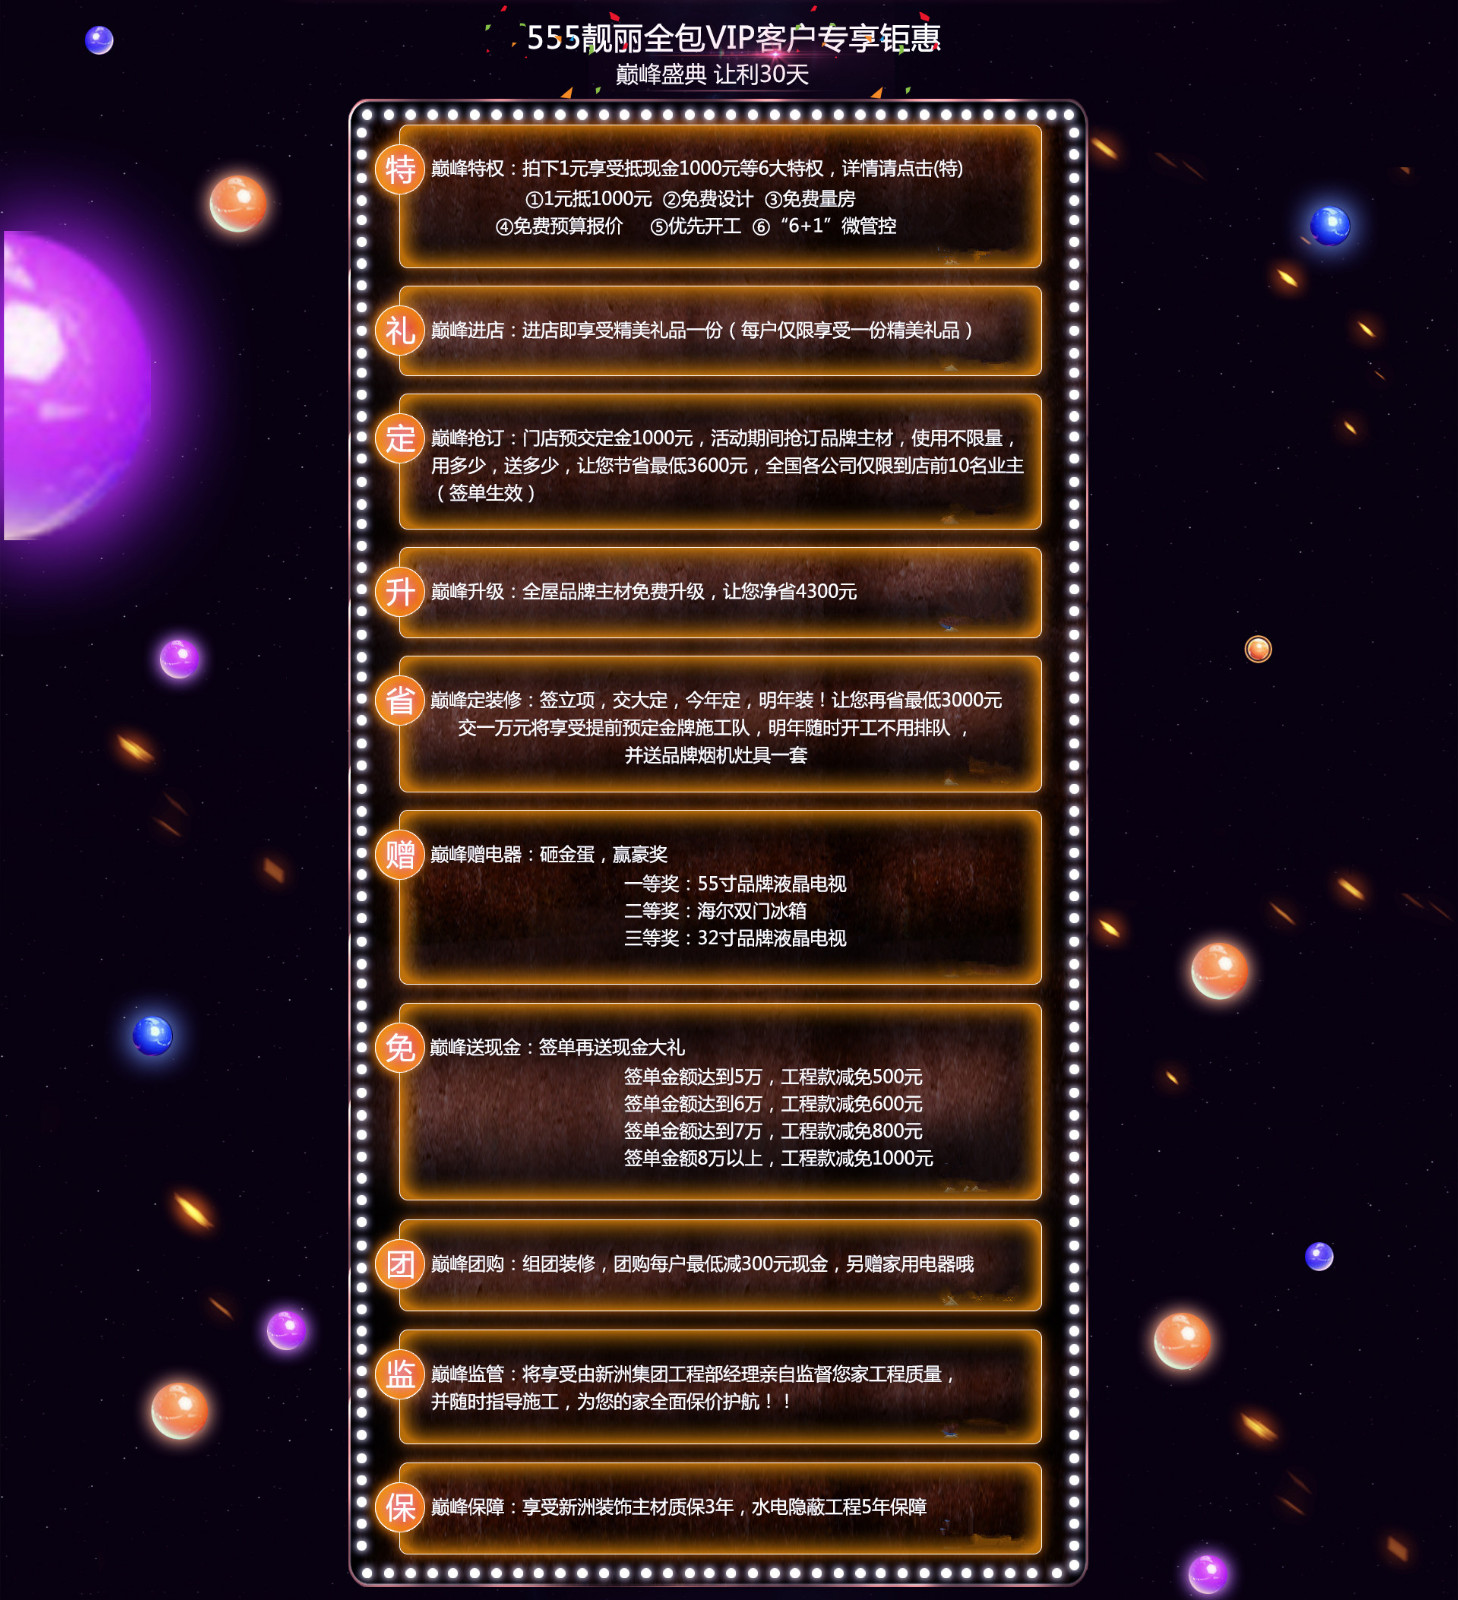 555靓丽全包VIP客户专享钜惠
巅峰盛典 让利30天
特
巅峰特权：拍下1元享受抵现金1000元等6大特权，详情请点击(特)
①1元抵1000元 ②免费设计 ③免费量房
④免费预算报价 ⑤优先开工 ⑥“6+1”微管控
礼
巅峰进店：进店即享受精美礼品一份（每户仅限享受一份精美礼品）
定
巅峰抢订：门店预交定金1000元，活动期间抢订品牌主材，使用不限量，
用多少，送多少，让您节省最低3600元，全国各公司仅限到店前10名业主
（签单生效）
升
巅峰升级：全屋品牌主材免费升级，让您净省4300元
省
巅峰定装修：签立项，交大定，今年定，明年装！让您再省最低3000元
交一万元将享受提前预定金牌施工队，明年随时开工不用排队 ，
并送品牌烟机灶具一套
赠
巅峰赠电器：砸金蛋，赢豪奖
一等奖：55寸品牌液晶电视
二等奖：海尔双门冰箱
三等奖：32寸品牌液晶电视
免
巅峰送现金：签单再送现金大礼
签单金额达到5万，工程款减免500元
签单金额达到6万，工程款减免600元
签单金额达到7万，工程款减免800元
签单金额8万以上，工程款减免1000元
团
巅峰团购：组团装修，团购每户最低减300元现金，另赠家用电器哦
监
巅峰监管：将享受由新洲集团工程部经理亲自监督您家工程质量，
并随时指导施工，为您的家全面保价护航！！
保
巅峰保障：享受新洲装饰主材质保3年，水电隐蔽工程5年保障